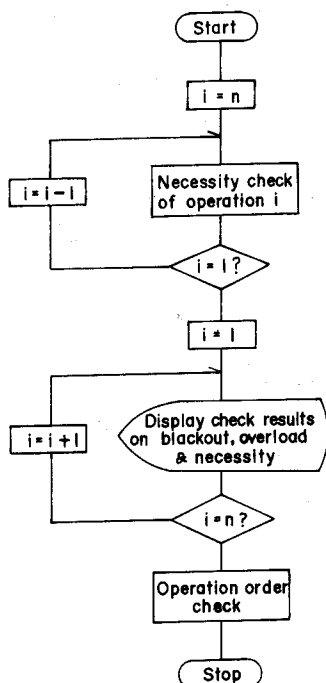 Start
i = n
i = i - 1
Necessity check
of operation i
i = 1 ?
i = 1
i = i + 1
Display check results
on blackout, overload
& necessity
i = n ?
Operation order
check
Stop